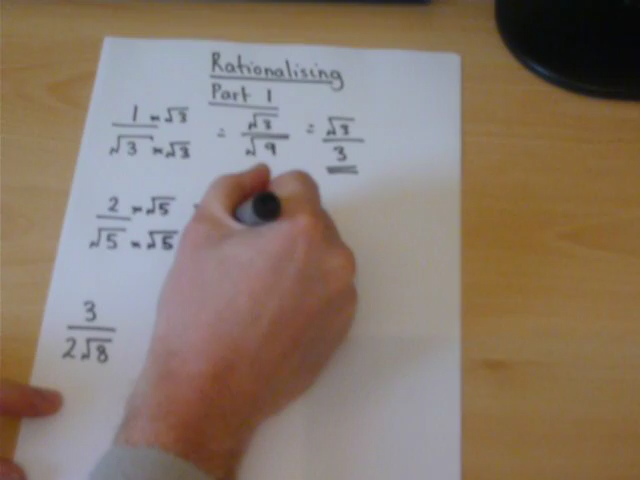 Rationalising
Part 1
1 × √3 / √3 × √3 = √3 / √9 = √3 / 3
2 × √5 / √5 × √5
3 / 2√8